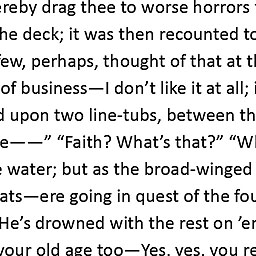 ereby drag thee to worse horrors
he deck; it was then recounted to
few, perhaps, thought of that at th
of business—I don’t like it at all; i
d upon two line-tubs, between th
e——” “Faith? What’s that?” “Wh
e water; but as the broad-winged
ats—ere going in quest of the fou
He’s drowned with the rest on ’em
your old age too—Yes, yes, you re